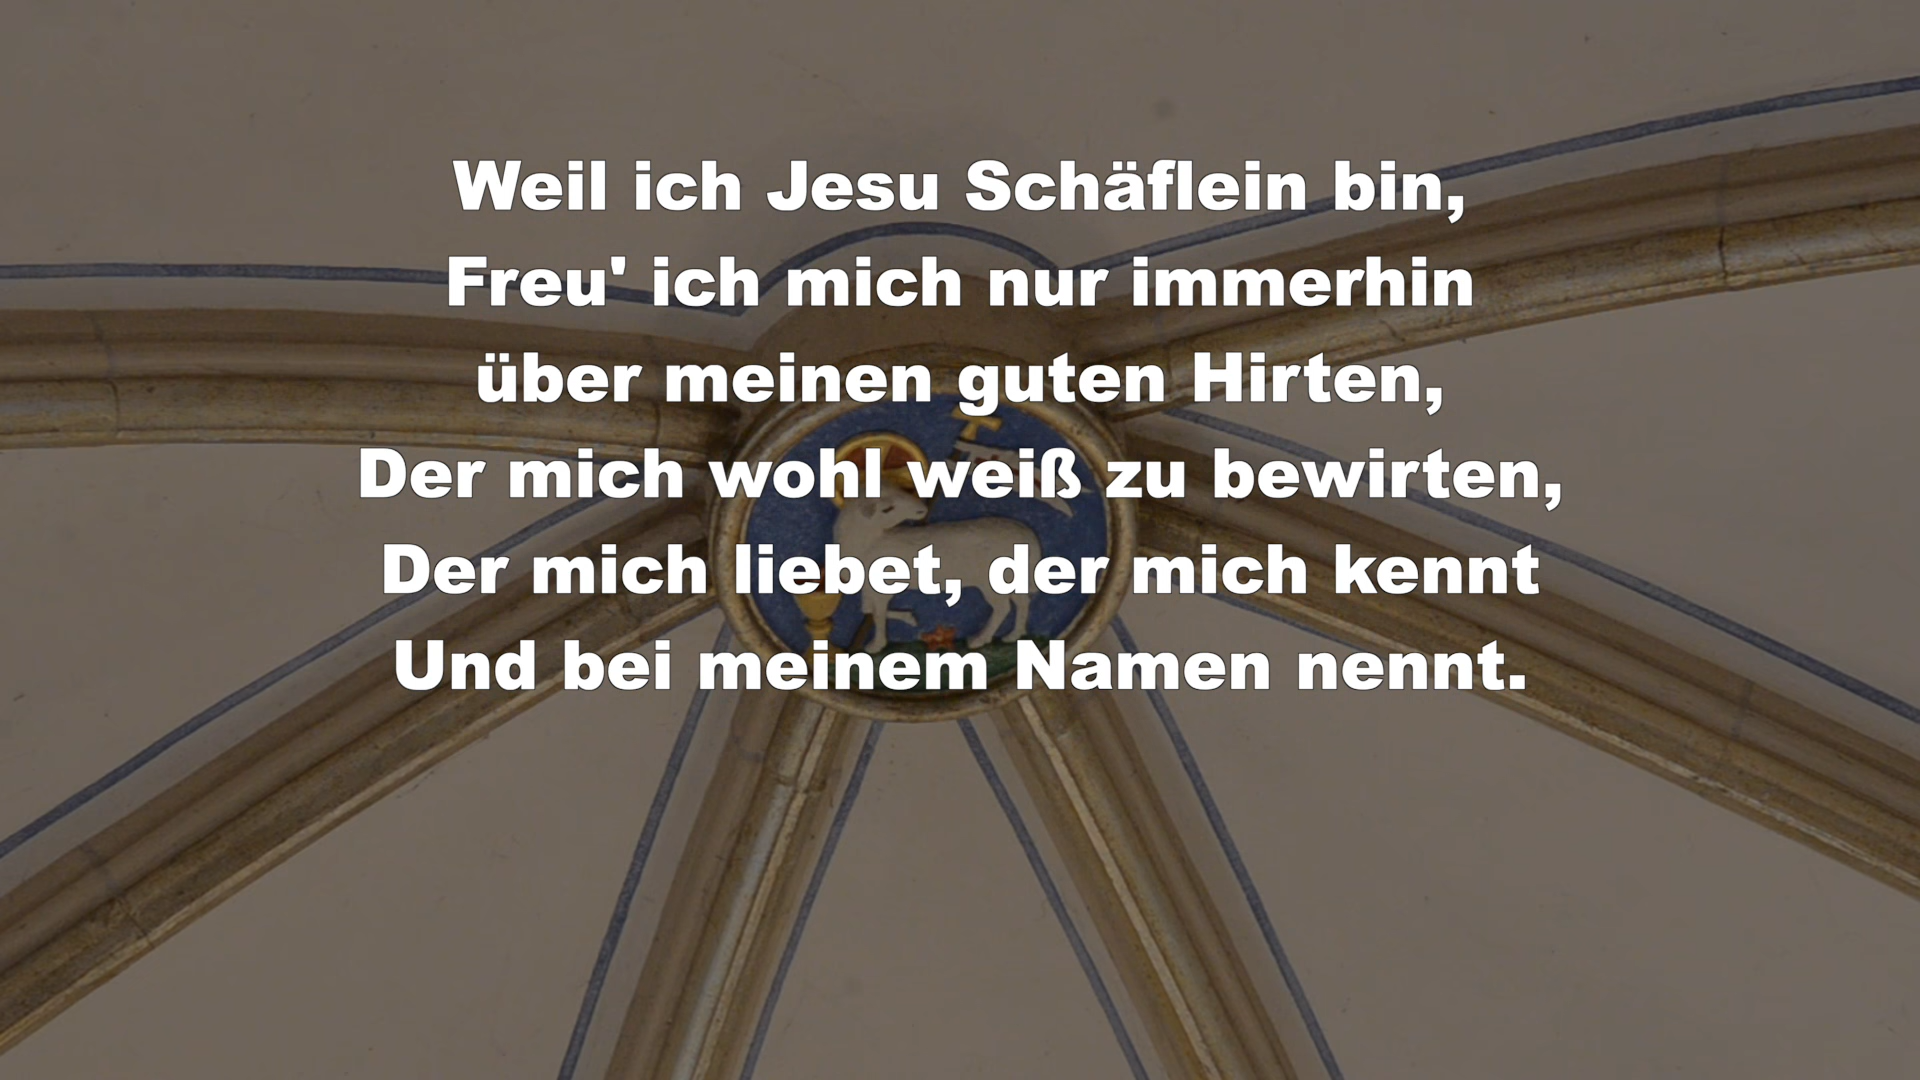 Weil ich Jesu Schäflein bin,
Freu' ich mich nur immerhin
über meinen guten Hirten,
Der mich wohl weiß zu bewirten,
Der mich liebet, der mich kennt
Und bei meinem Namen nennt.